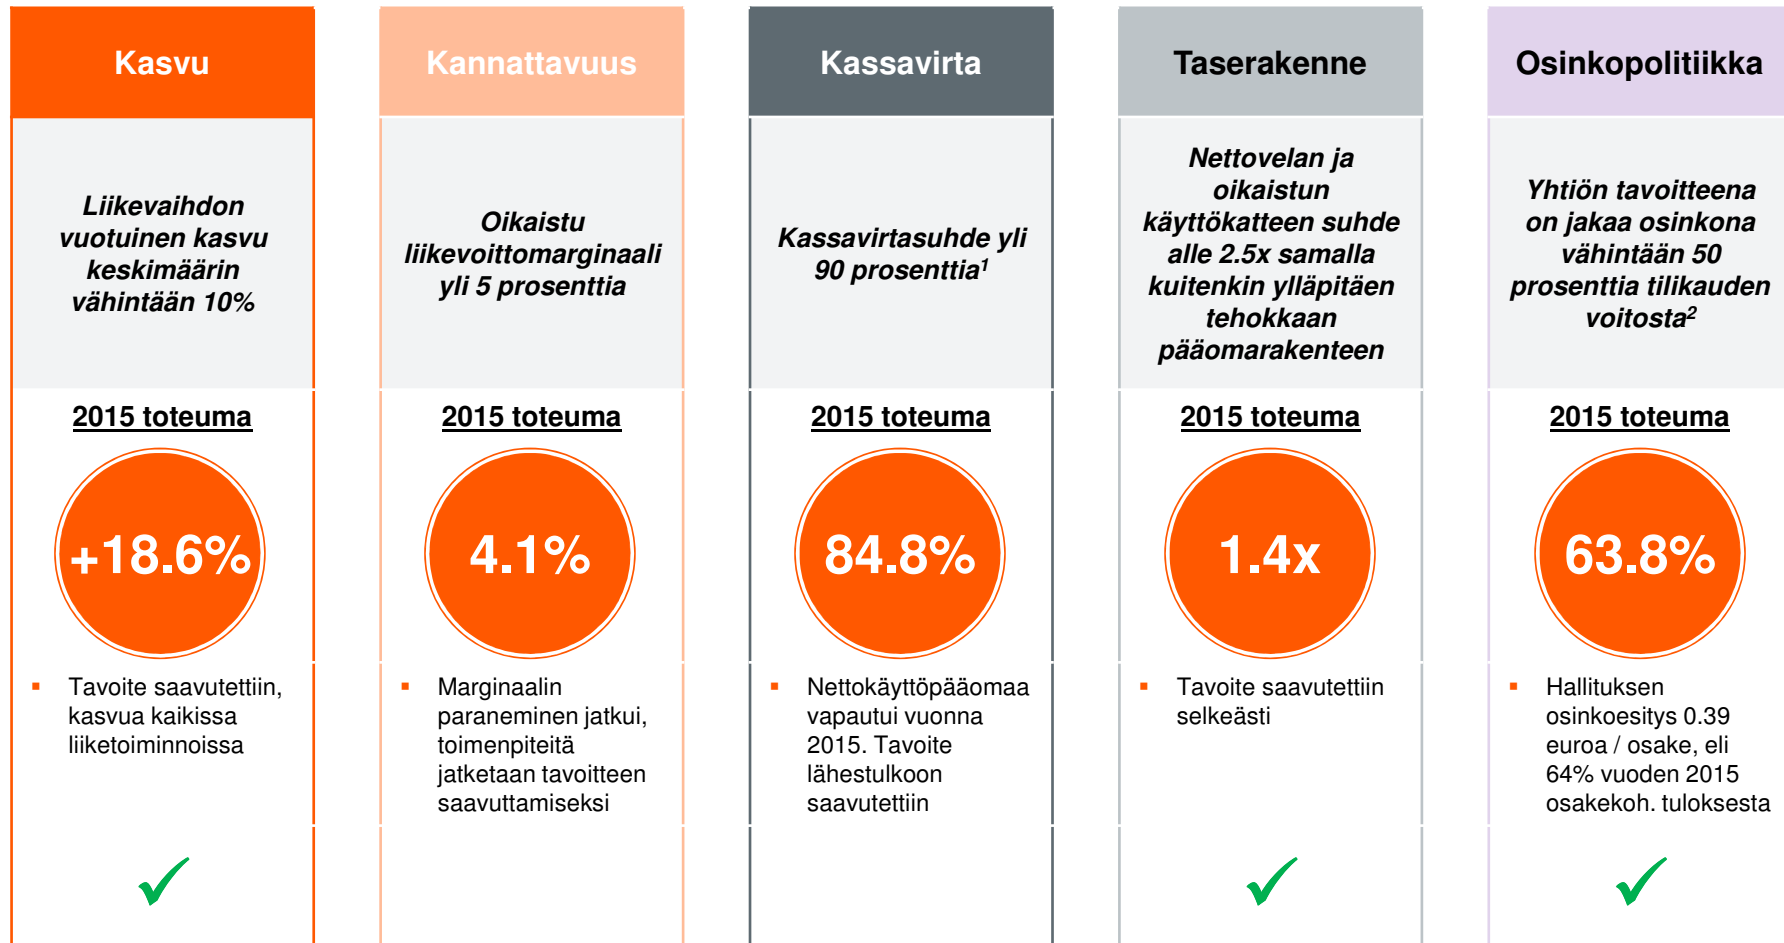 Kasvu
Liikevaihdon
vuotuinen kasvu
keskimäärin
vähintään 10%
2015 toteuma
+18.6%
▪ Tavoite saavutettiin,
kasvua kaikissa
liiketoiminnoissa
Kannattavuus
Oikaistu
liikevoittomarginaali
yli 5 prosenttia
2015 toteuma
4.1%
▪ Marginaalin
paraneminen jatkui,
toimenpiteitä
jatketaan tavoitteen
saavuttamiseksi
Kassavirta
Kassavirtasuhde yli
90 prosenttia¹
2015 toteuma
84.8%
▪ Nettokäyttöpääomaa
vapautui vuonna
2015. Tavoite
lähestulkoon
saavutettiin
Taserakenne
Nettovelan ja
oikaistun
käyttökatteen suhde
alle 2.5x samalla
kuitenkin ylläpitäen
tehokkaan
pääomarakenteen
2015 toteuma
1.4x
▪ Tavoite saavutettiin
selkeästi
Osinkopolitiikka
Yhtiön tavoitteena
on jakaa osinkona
vähintään 50
prosenttia tilikauden
voitosta²
2015 toteuma
63.8%
▪ Hallituksen
osinkoesitys 0.39
euroa / osake, eli
64% vuoden 2015
osakekoh. tuloksesta